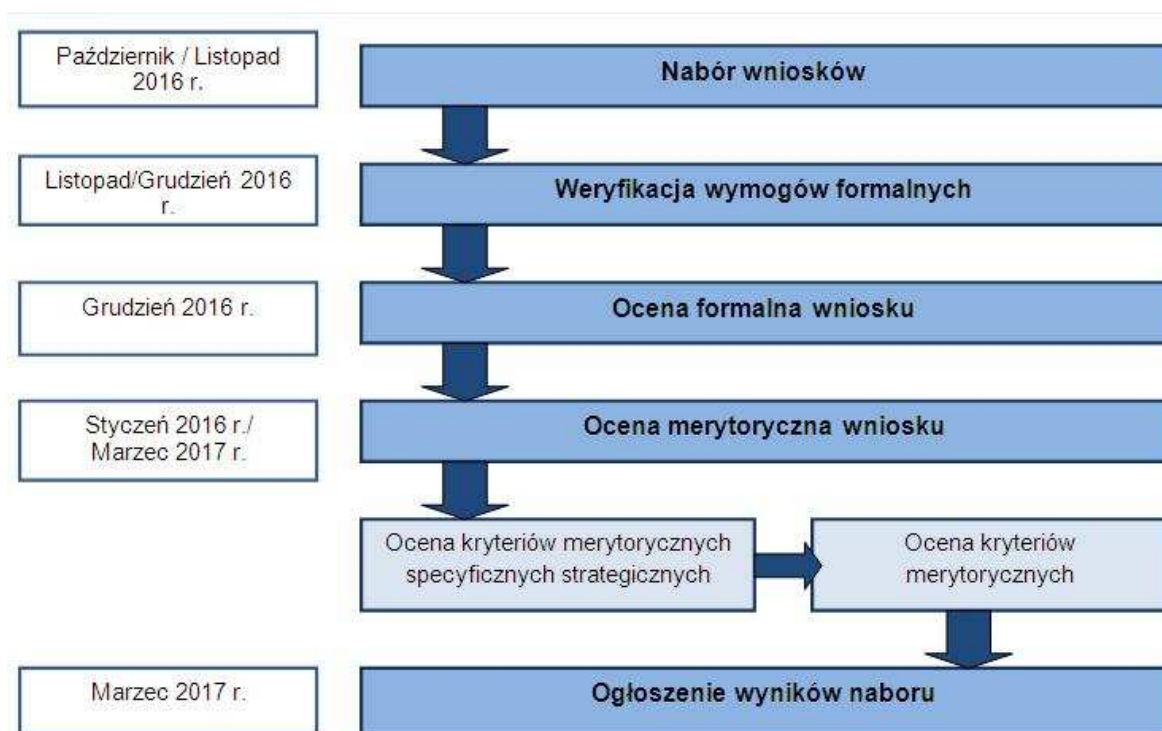 Październik / Listopad
2016 r.
Nabór wniosków
Listopad/Grudzień 2016
r.
Weryfikacja wymogów formalnych
Grudzień 2016 r.
Ocena formalna wniosku
Styczeń 2016 r./
Marzec 2017 r.
Ocena merytoryczna wniosku
Ocena kryteriów merytorycznych
specyficznych strategicznych
Ocena kryteriów
merytorycznych
Marzec 2017 r.
Ogłoszenie wyników naboru